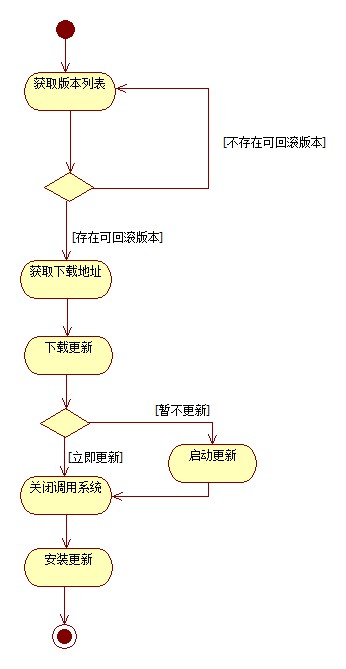 获取版本列表
[不存在可回滚版本]
[存在可回滚版本]
获取下载地址
下载更新
[暂不更新]
[立即更新]
启动更新
关闭调用系统
安装更新